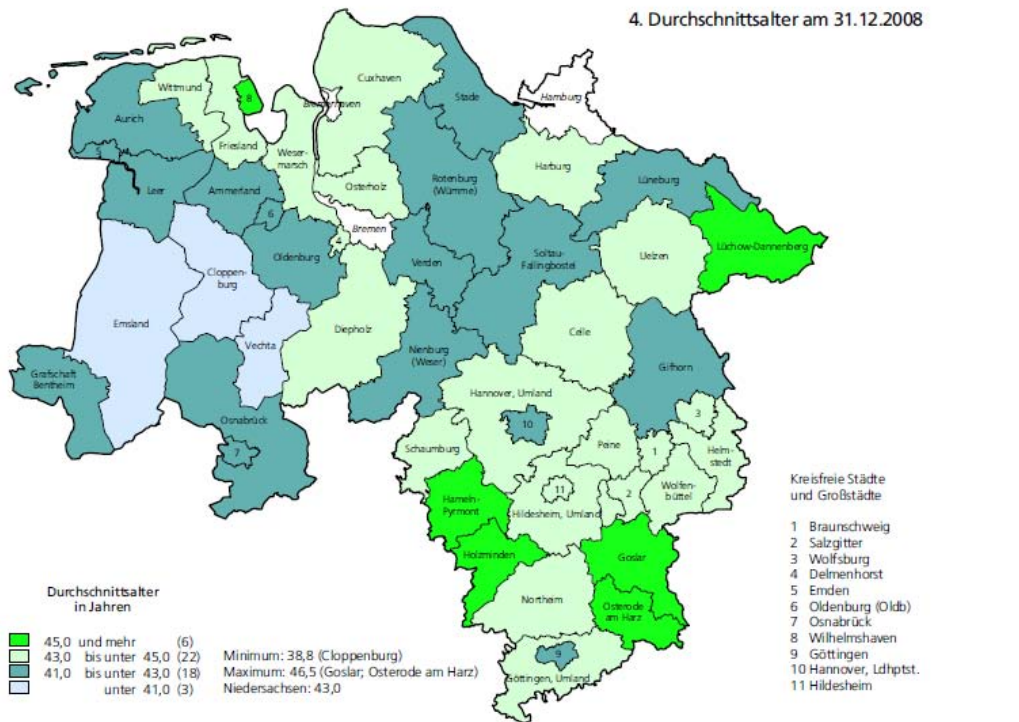 4. Durchschnittsalter am 31.12.2008
Cuxhaven
Wittmund
8
Bremerhaven
Stade
Hamburg
Aurich
5
Friesland
Weser-
marsch
Osterholz
Rotenburg
(Wümme)
Harburg
Lüneburg
Leer
Ammerland
6
Bremen
4
Oldenburg
Verden
Soltau-
Fallingbostel
Uelzen
Lüchow-Dannenberg
Cloppen-
burg
Emsland
Vechta
Diepholz
Celle
Nienburg
(Weser)
Gifhorn
Grafschaft
Bentheim
Hannover, Umland
Osnabrück
7
10
3
Schaumburg
Peine
1
Helm-
stedt
Hameln-
Pyrmont
11
Hildesheim, Umland
2
Wolfen-
büttel
Holzminden
Goslar
Northeim
Osterode
am Harz
9
Göttingen, Umland
Kreisfreie Städte
und Großstädte
1 Braunschweig
2 Salzgitter
3 Wolfsburg
4 Delmenhorst
5 Emden
6 Oldenburg (Oldb)
7 Osnabrück
8 Wilhelmshaven
9 Göttingen
10 Hannover, Ldhptst.
11 Hildesheim
Durchschnittsalter
in Jahren
45,0 und mehr (6)
43,0 bis unter 45,0 (22) Minimum: 38,8 (Cloppenburg)
41,0 bis unter 43,0 (18) Maximum: 46,5 (Goslar; Osterode am Harz)
unter 41,0 (3) Niedersachsen: 43,0